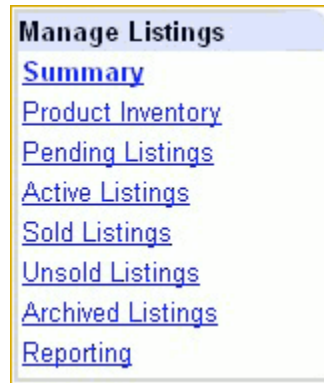 Manage Listings
Summary
Product Inventory
Pending Listings
Active Listings
Sold Listings
Unsold Listings
Archived Listings
Reporting